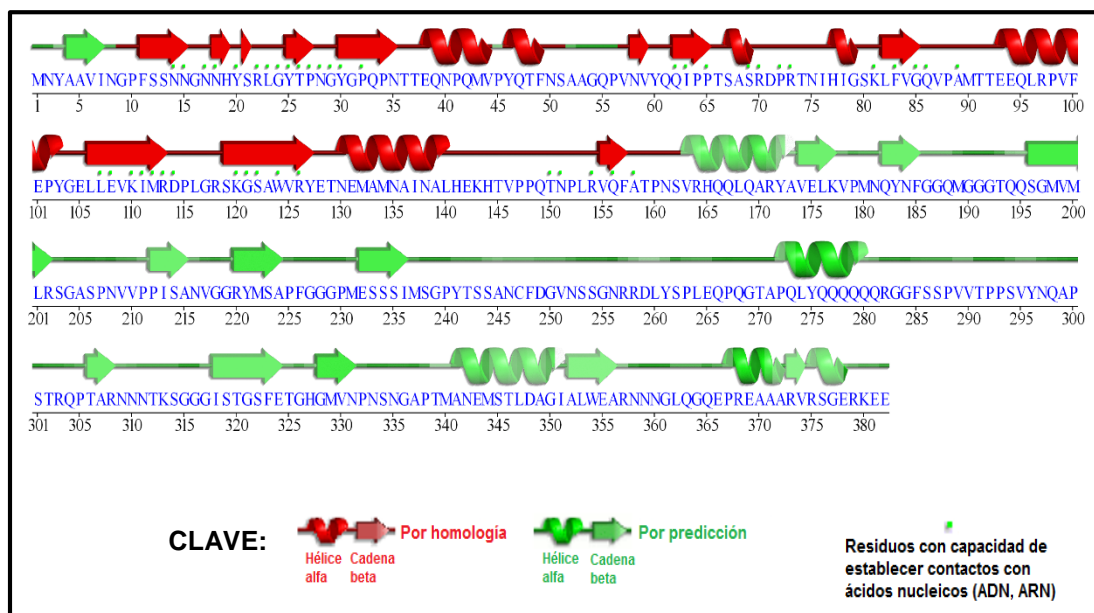 MNYAAVINGPFSSNNGNNHYSRLGYTPNGYGPQPNTTEQNPQMVPYQTFNSAAGQPVNVYQQIPPTSASRDPRTNIHIGSKLFVGQVPAMTTEEQLRPVF
1 5 10 15 20 25 30 35 40 45 50 55 60 65 70 75 80 85 90 95 100
EPYGELLEVKIMRDPLGRSKGSAWVRYETNEMAMNAINALHEKHTVPPQTNPLRVQFATPNSVRHQQLQARYAVELKVPMNQYNFGGQMGGGTQQSGMVM
101 105 110 115 120 125 130 135 140 145 150 155 160 165 170 175 180 185 190 195 200
LRSGASPNVVPPISANVGGRYMSAPFGGGPMESSSIMSGPYTSSANCFDGVNSSGNRRDLYSPLEQPQGTAPQLYQQQQQQRGGFSSPVVTPPSVYNQAP
201 205 210 215 220 225 230 235 240 245 250 255 260 265 270 275 280 285 290 295 300
STRQPTARNNNTKSGGGISTGSFETGHGMVNPNSNGAPTMANEMSTLDAGIALWEARNNNGLQGQEPREAAARVRSGERKEE
301 305 310 315 320 325 330 335 340 345 350 355 360 365 370 375 380
CLAVE:
Por homología
Hélice alfa
Cadena beta
Por predicción
Hélice alfa
Cadena beta
Residuos con capacidad de
establecer contactos con
ácidos nucleicos (ADN, ARN)